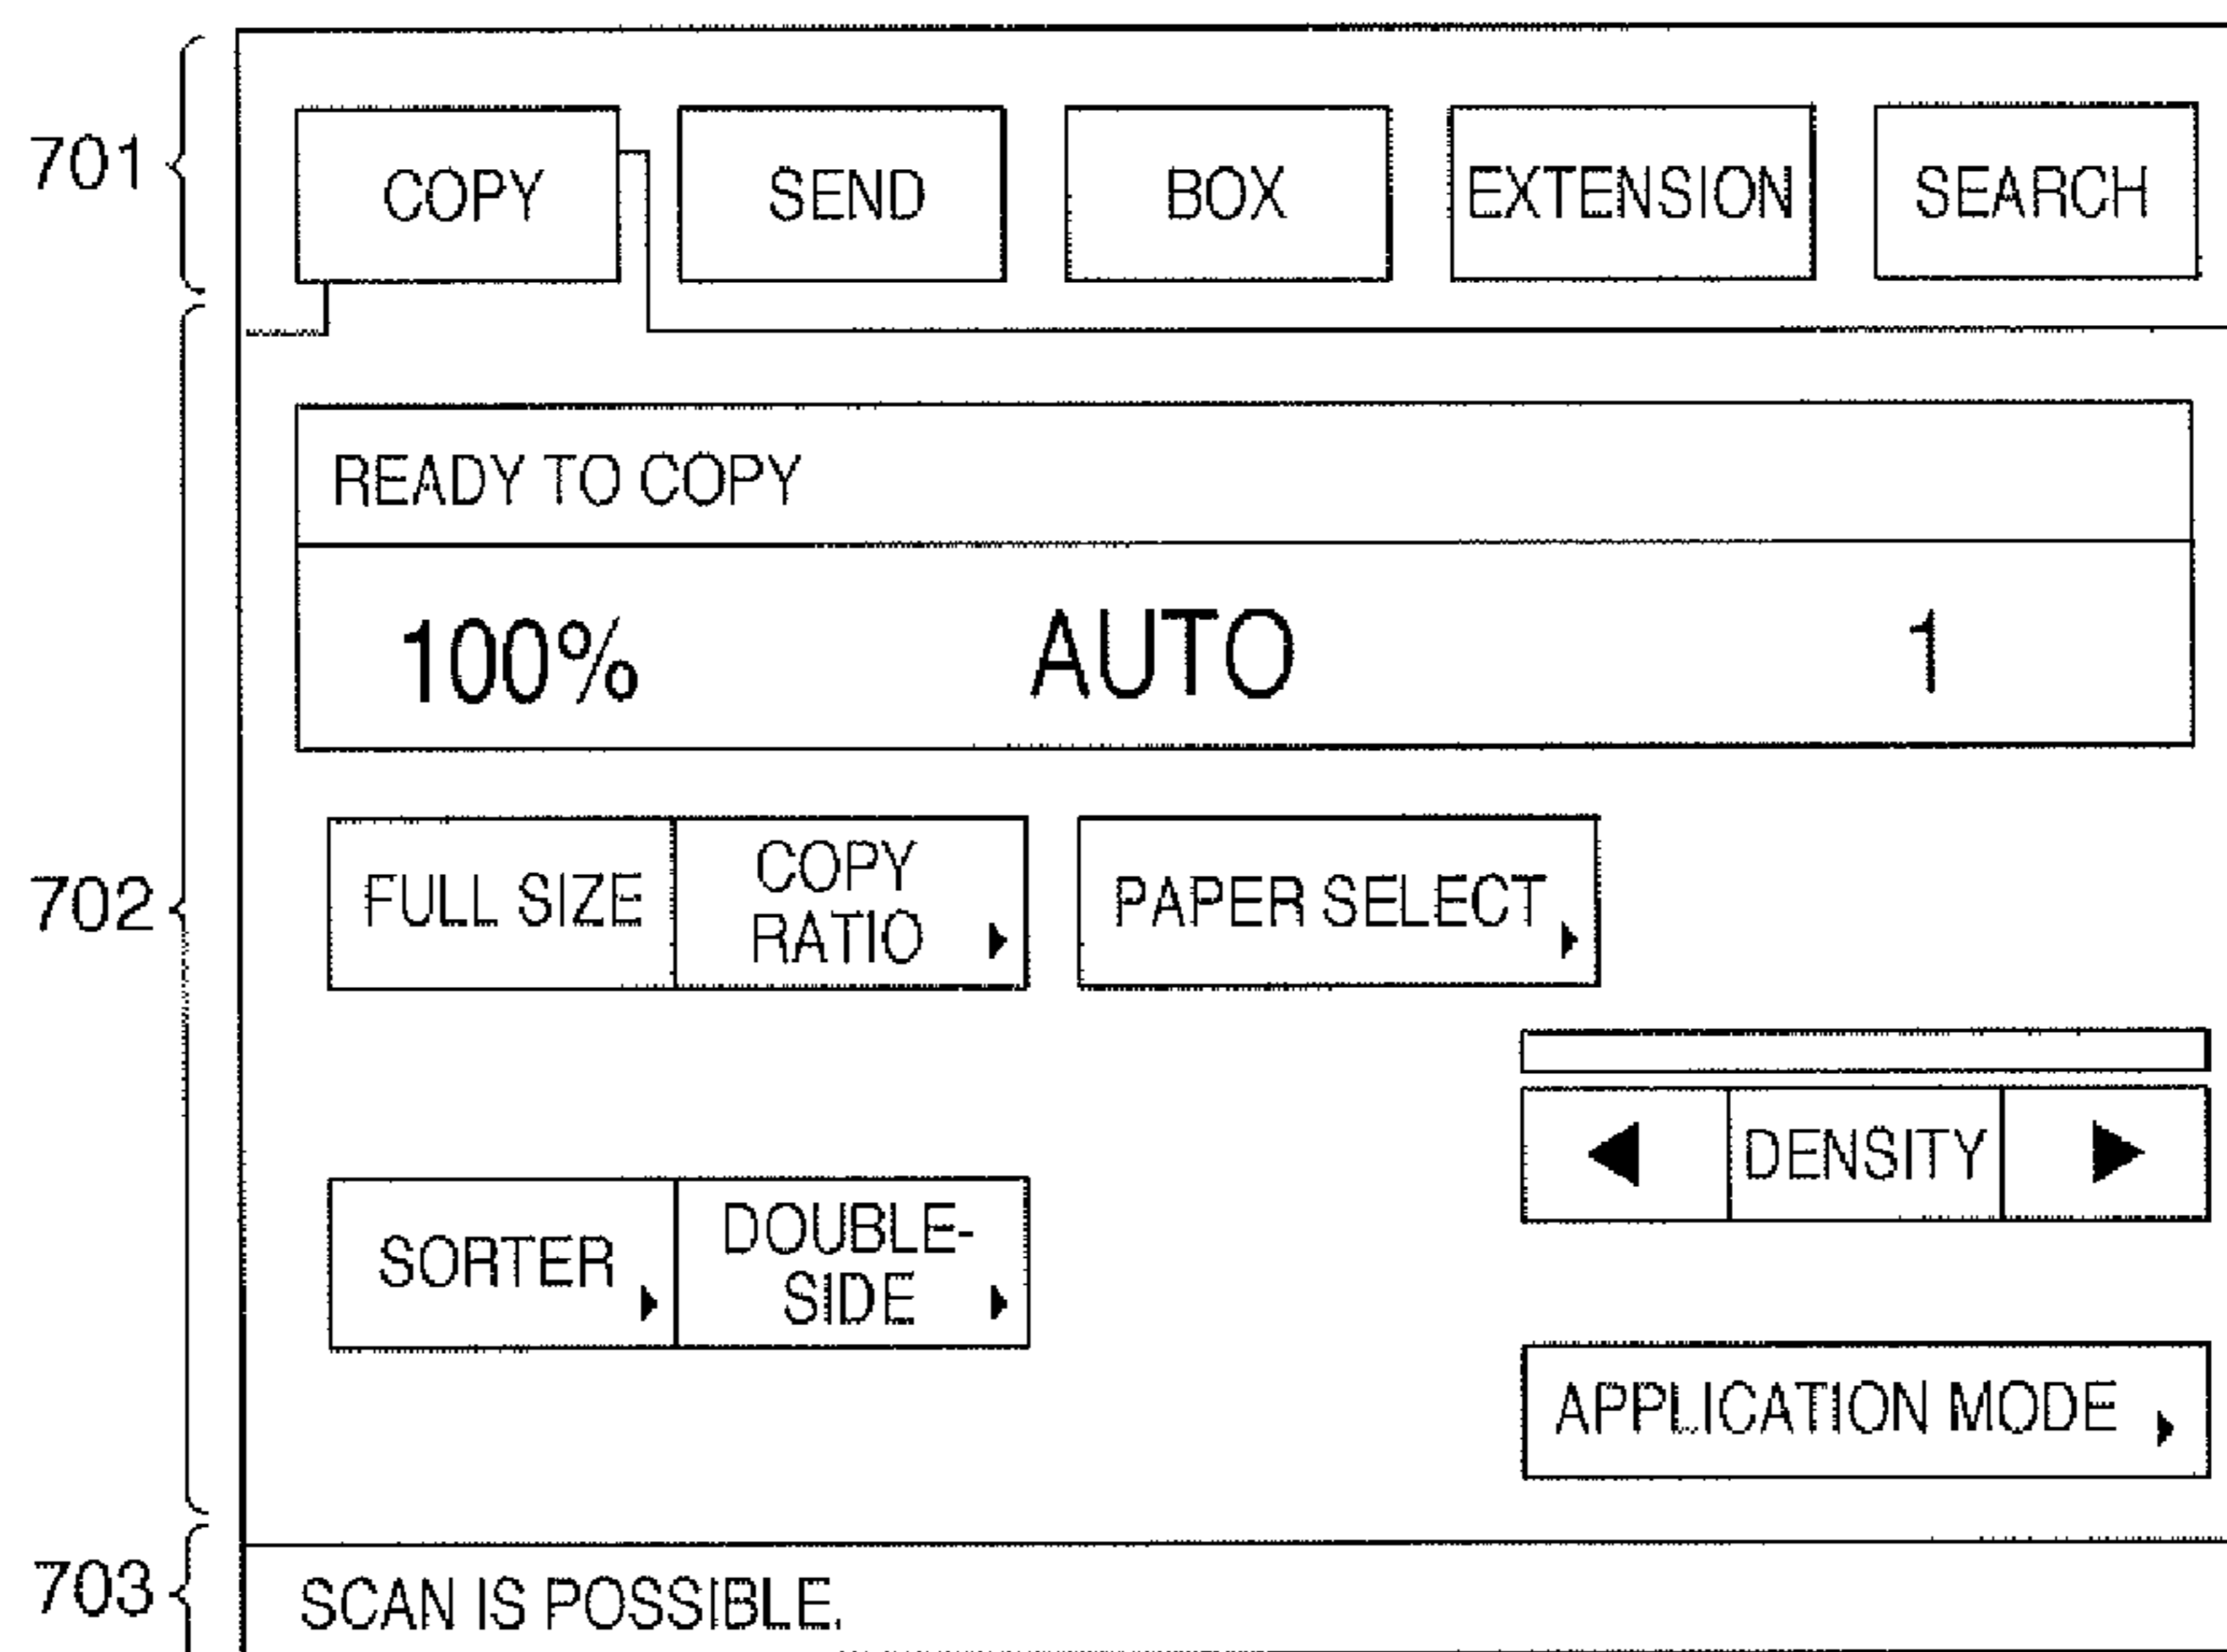 701
COPY SEND BOX EXTENSION SEARCH
READY TO COPY
100% AUTO 1
702
FULL SIZE
COPY
RATIO
PAPER SELECT
DENSITY
SORTER
DOUBLE-
SIDE
APPLICATION MODE
703
SCAN IS POSSIBLE.